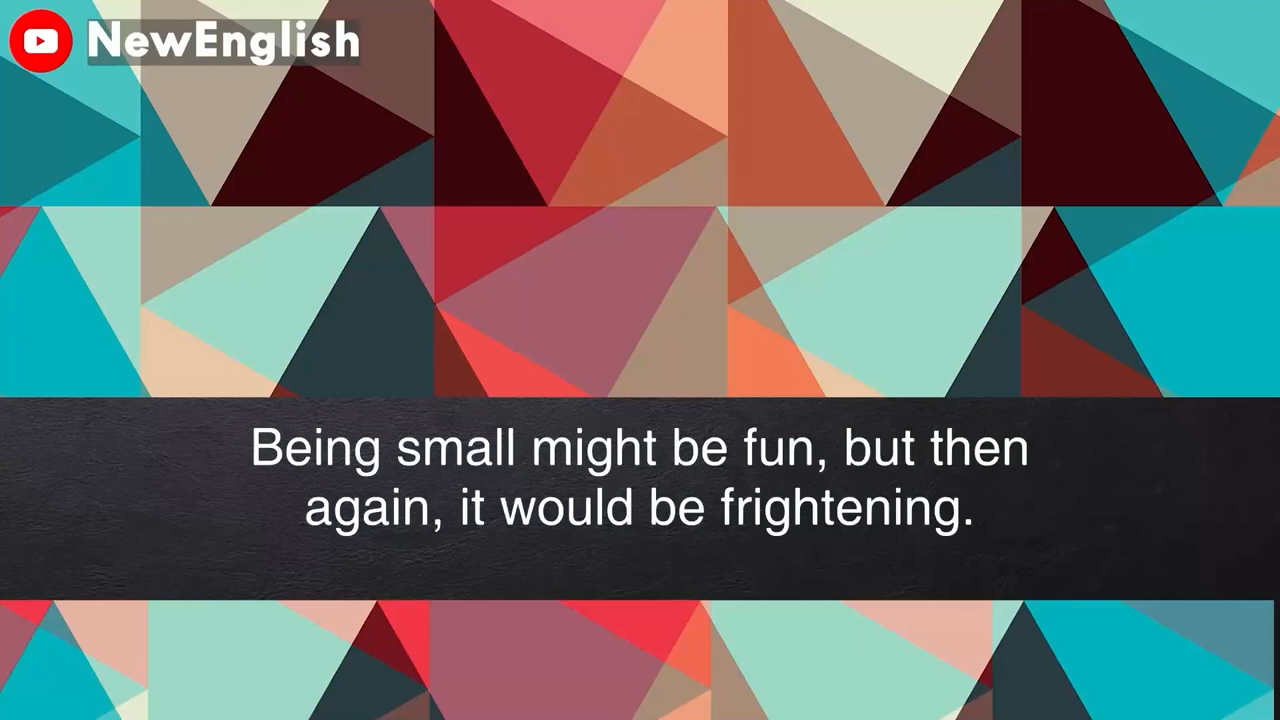 NewEnglish
Being small might be fun, but then
again, it would be frightening.